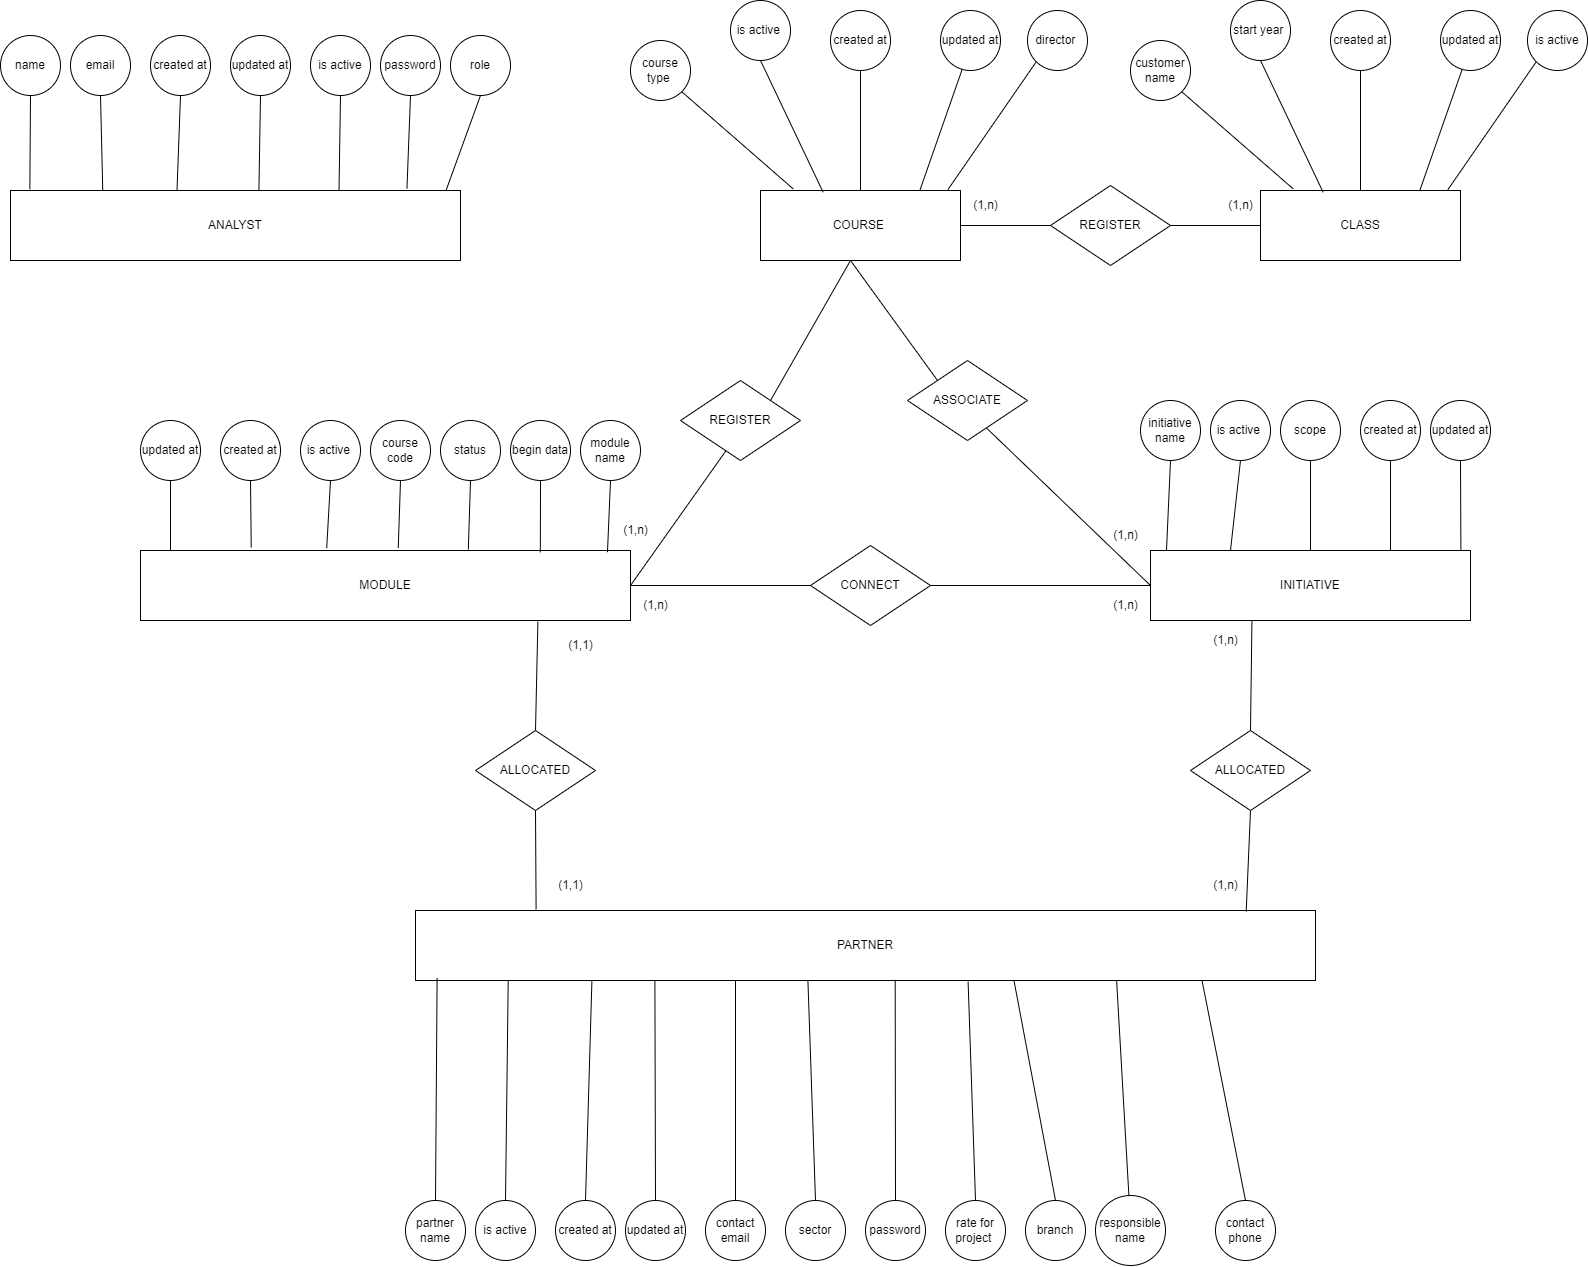 name
email
created at
updated at
is active
password
role
ANALYST
course
type
is active
created at
updated at
director
COURSE
(1,n)
REGISTER
(1,n)
customer
name
start year
created at
updated at
is active
CLASS
REGISTER
ASSOCIATE
updated at
created at
is active
course
code
status
begin data
module
name
(1,n)
MODULE
(1,n)
CONNECT
(1,n)
(1,n)
initiative
name
is active
scope
created at
updated at
INITIATIVE
(1,1)
(1,n)
ALLOCATED
ALLOCATED
(1,1)
(1,n)
PARTNER
partner
name
is active
created at
updated at
contact
email
sector
password
rate for
project
branch
responsible
name
contact
phone